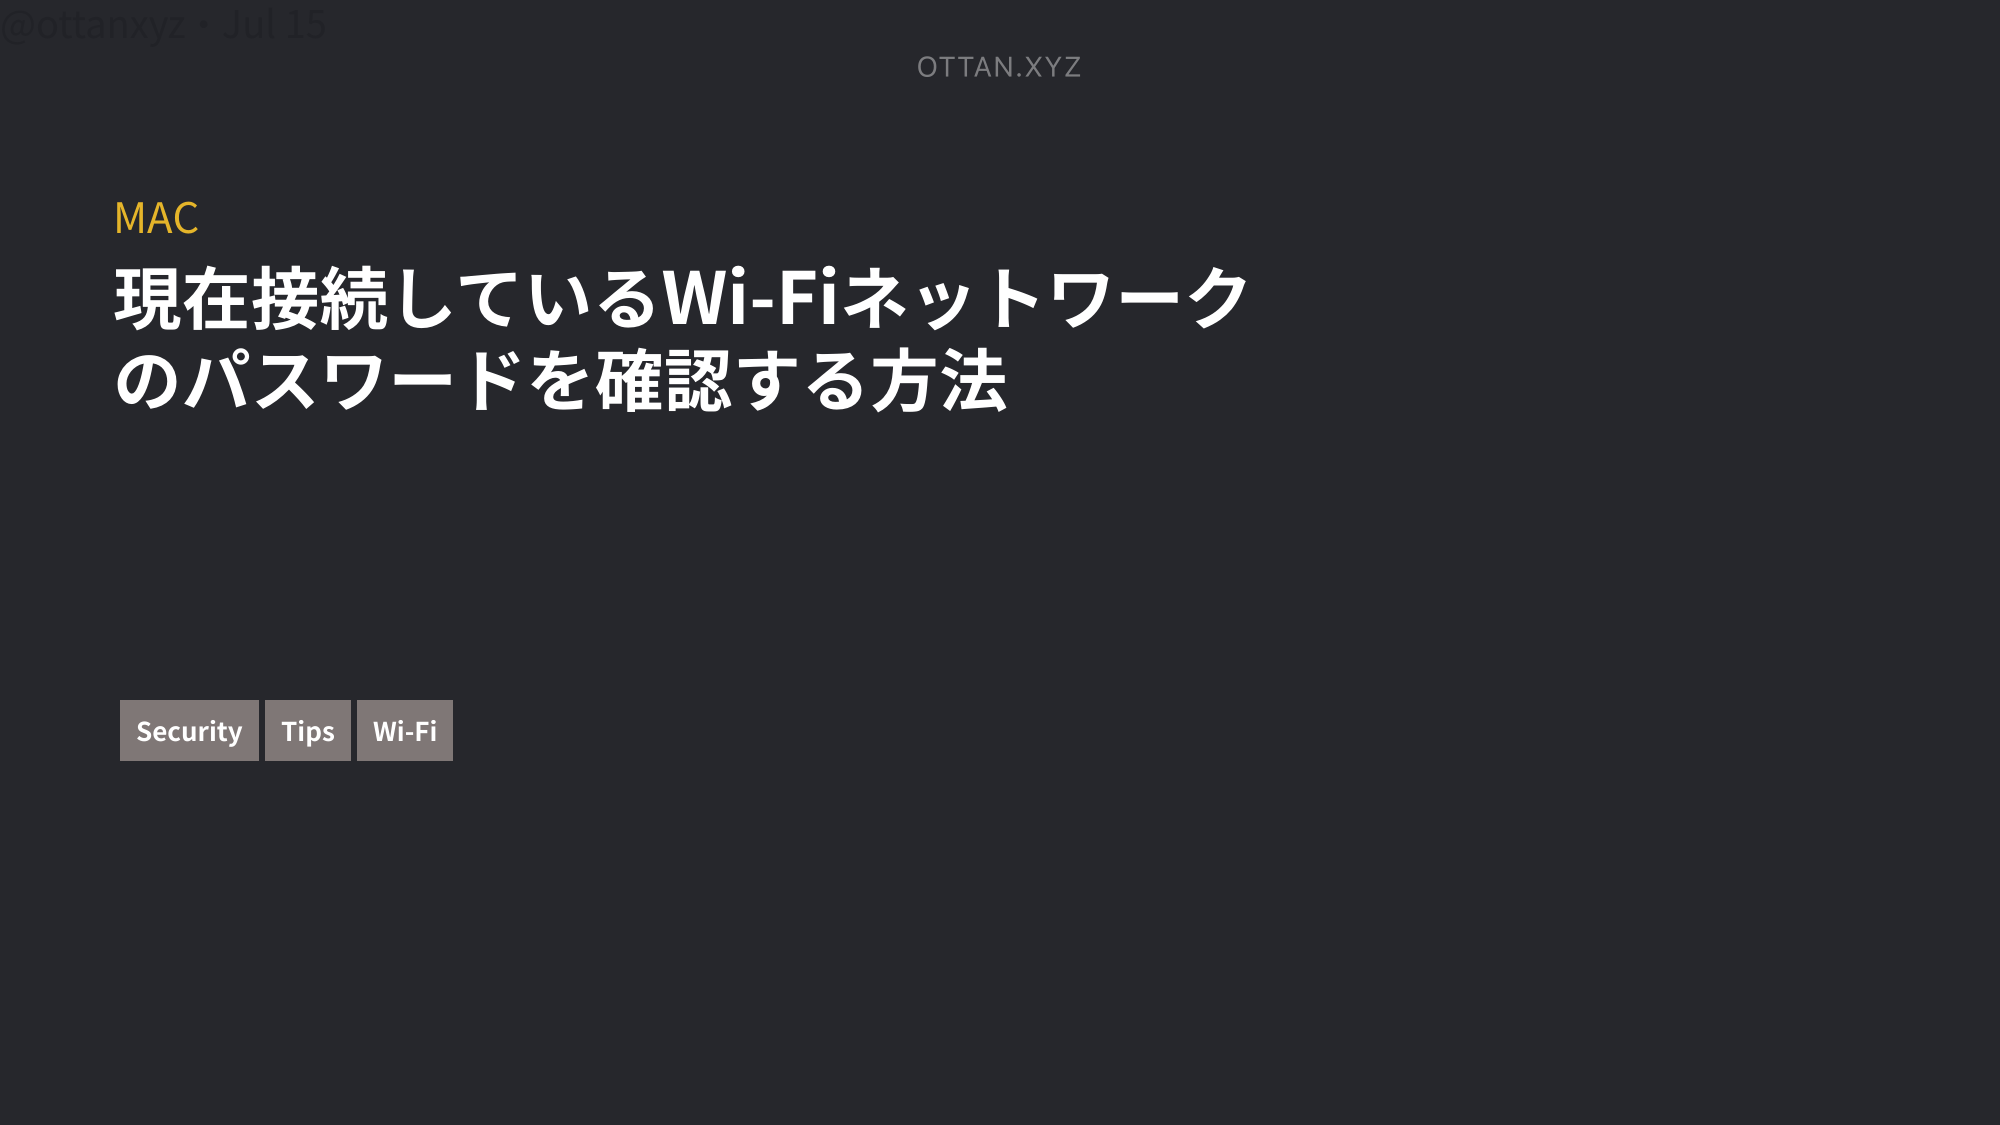 @ottanxyz・Jul 15
OTTAN.XYZ
MAC
現在接続しているWi-Fiネットワーク
のパスワードを確認する方法
Security
Tips
Wi-Fi